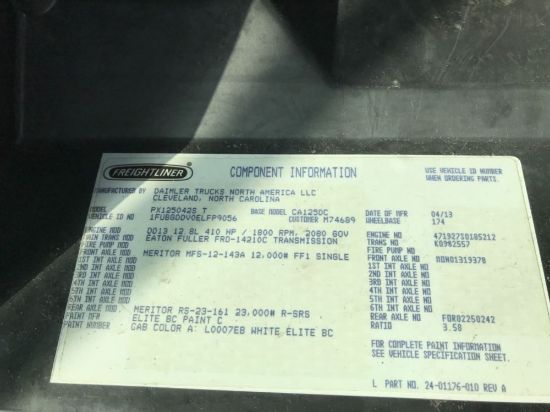 FREIGHTLINER
COMPONENT INFORMATION
USE VEHICLE ID NUMBER
WHEN ORDERING PARTS
MANUFACTURED BY DAIMLER TRUCKS NORTH AMERICA LLC
CLEVELAND, NORTH CAROLINA
MODEL PX125042S T BASE MODEL CA125DC DATE OF MFR 04/13
VEHICLE ID NO 1FUBGDDV0ELFP9056 CUSTOMER M74689 WHEELBASE 174
ENGINE MOD DD13 12.8L 410 HP / 1800 RPM, 2080 GOV ENGINE NO 471927S0185212
MAIN TRANS MOD EATON FULLER FRO-14210C TRANSMISSION TRANS NO K0982557
FIRE PUMP MOD FIRE PUMP NO
FRONT AXLE MOD MERITOR MFS-12-143A 12,000# FF1 SINGLE FRONT AXLE NO
1ST INT AXLE MOD 1ST INT AXLE NO
2ND INT AXLE MOD 2ND INT AXLE NO
3RD INT AXLE MOD 3RD INT AXLE NO
4TH INT AXLE MOD 4TH INT AXLE NO
5TH INT AXLE MOD 5TH INT AXLE NO
6TH INT AXLE MOD 6TH INT AXLE NO
REAR AXLE MOD MERITOR RS-23-161 23,000# R-SRS REAR AXLE NO FOR02250242
PAINT MFR ELITE BC PAINT C RATIO 3.58
PAINT NUMBER CAB COLOR A: L0007EB WHITE ELITE BC
FOR COMPLETE PAINT INFORMATION
SEE VEHICLE SPECIFICATION SHEET.
L PART NO. 24-01176-010 REV A